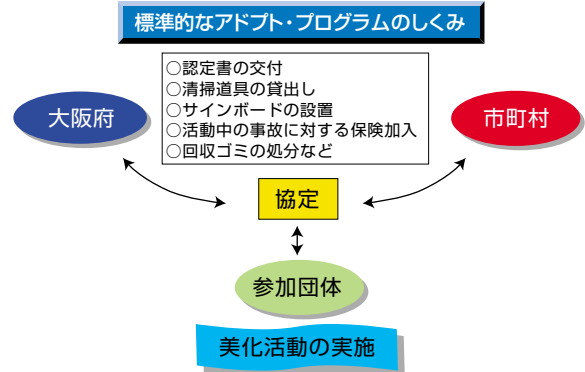 標準的なアドプト・プログラムのしくみ
○認定書の交付
○清掃道具の貸出し
○サインボードの設置
○活動中の事故に対する保険加入
○回収ゴミの処分など
大阪府
市町村
協定
参加団体
美化活動の実施